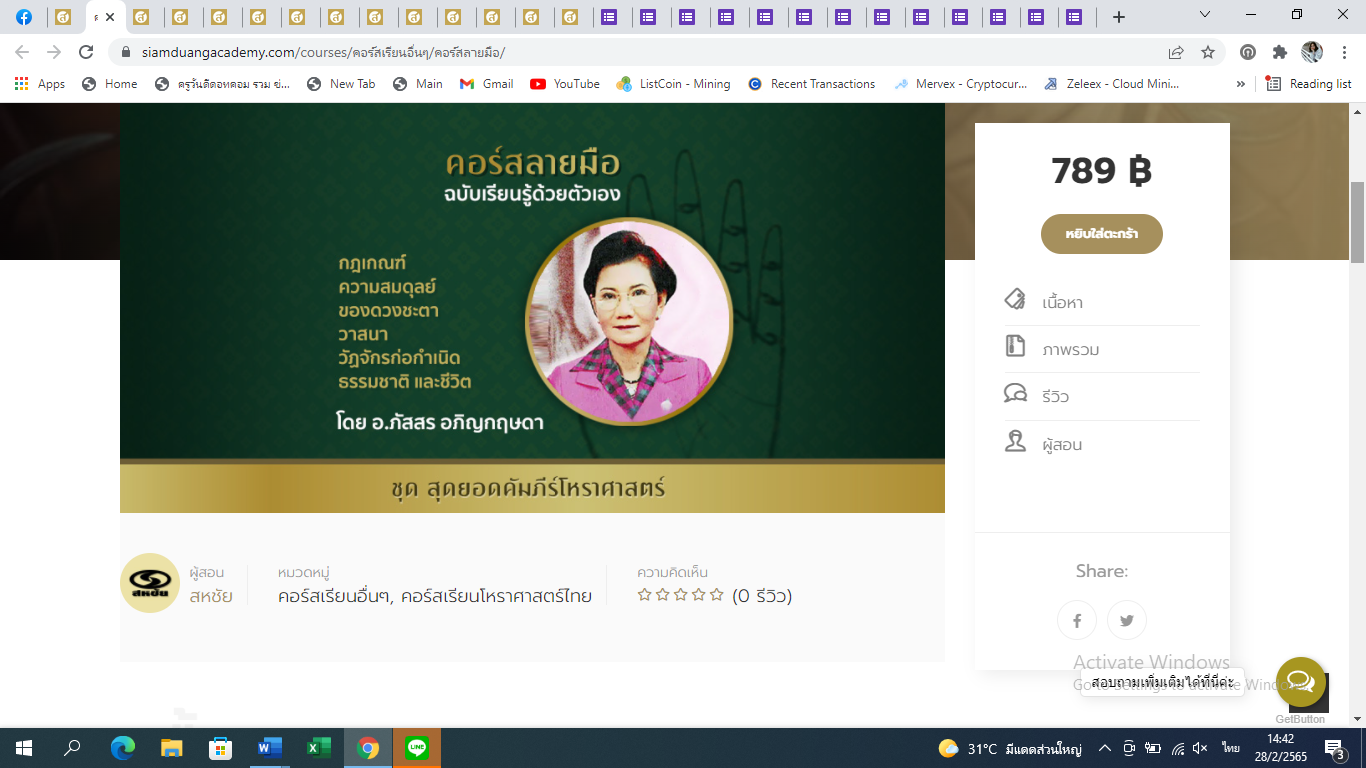 siamduangacademy.com/courses/คอร์สเรียนอื่นๆ/คอร์สลายมือ/
Apps
Home
ดูรวันดีดอทคอม รวม ข่...
New Tab
Main
Gmail
YouTube
ListCoin - Mining
Recent Transactions
Mervex - Cryptocur...
Zeleex - Cloud Mini...
»
Reading list
คอร์สลายมือ
ฉบับเรียนรู้ด้วยตัวเอง
กฎเกณฑ์
ความสมดุลย์
ของดวงชะตา
วาสนา
วัฏจักรก่อกำเนิด
ธรรมชาติ และชีวิต
โดย อ.ภัสสร อภิญกฤษดา
ชุด สุดยอดคัมภีร์โหราศาสตร์
789 ฿
หยิบใส่ตะกร้า
เนื้อหา
ภาพรวม
รีวิว
ผู้สอน
Share:
สหชัย
ผู้สอน
สหชัย
หมวดหมู่
คอร์สเรียนอื่นๆ, คอร์สเรียนโหราศาสตร์ไทย
ความคิดเห็น
(0 รีวิว)
Activate Windows
Go to Settings to activate Windows.
สอบถามเพิ่มเติมได้ที่นี่ค่ะ
GetButton
LINE
31°C มีแดดส่วนใหญ่
ไทย
14:42
28/2/2565
3